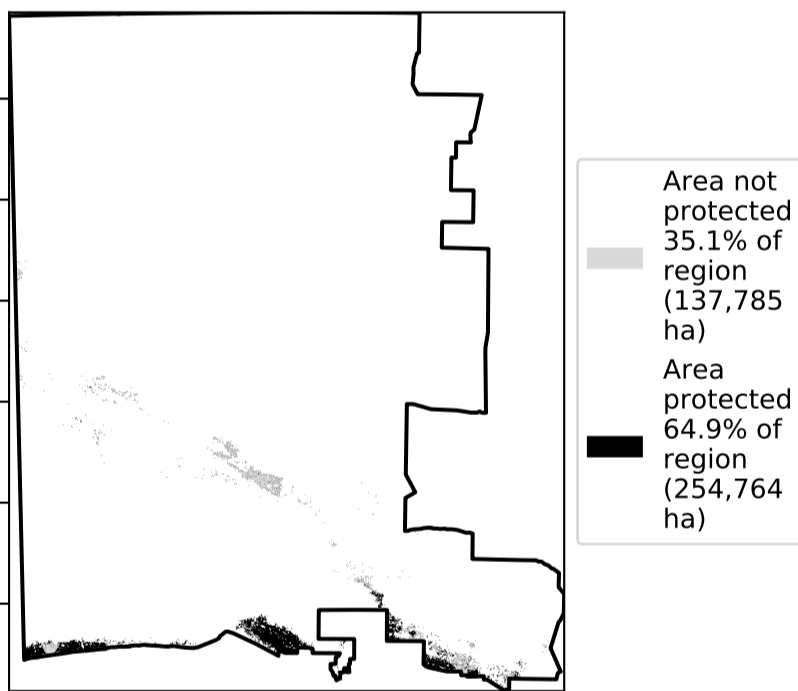 Area not
protected
35.1% of
region
(137,785
ha)
Area
protected
64.9% of
region
(254,764
ha)